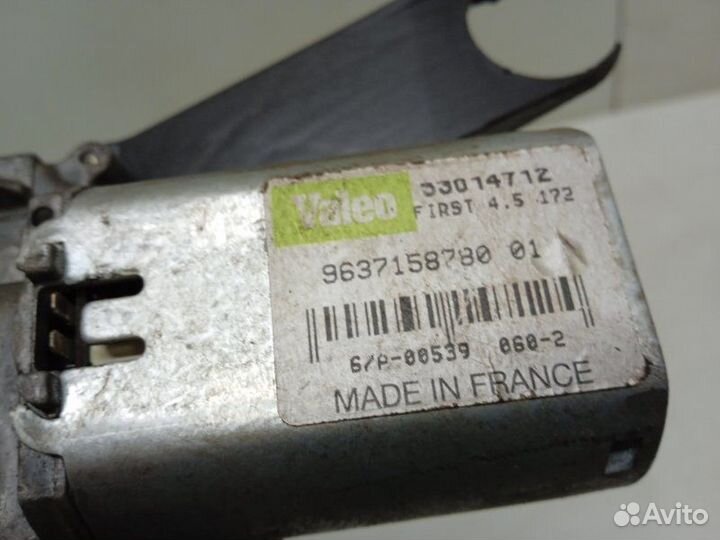 Valeo
53014712
FIRST 4.5 172
9637158780 01
6/P-00539 060-2
MADE IN FRANCE
Avito